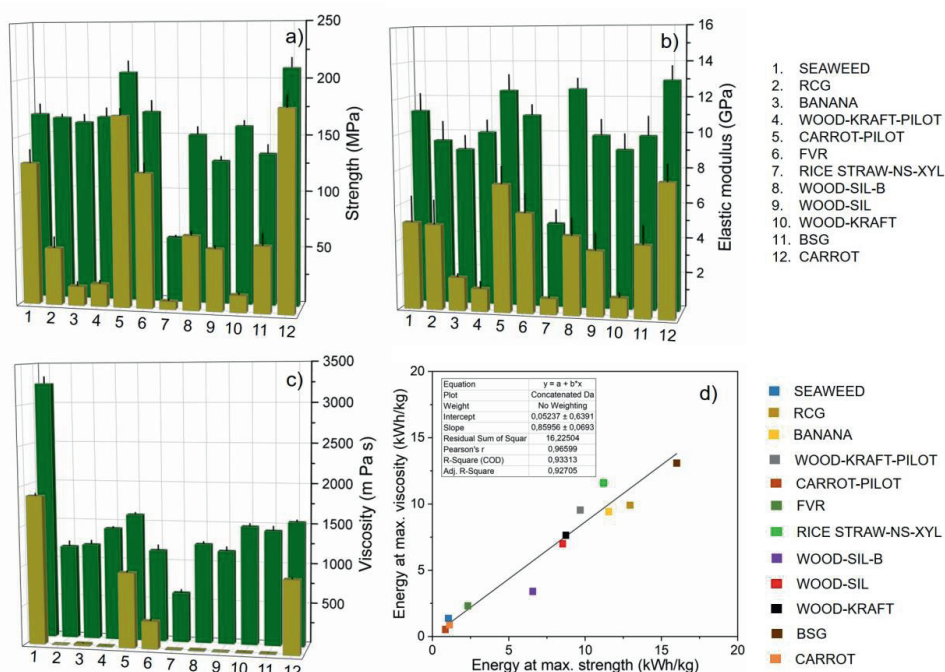 a)
250
200
150
100
50
Strength (MPa)
1 2 3 4 5 6 7 8 9 10 11 12
b)
16
14
12
10
8
6
4
2
Elastic modulus (GPa)
1 2 3 4 5 6 7 8 9 10 11 12
1. SEAWEED
2. RCG
3. BANANA
4. WOOD-KRAFT-PILOT
5. CARROT-PILOT
6. FVR
7. RICE STRAW-NS-XYL
8. WOOD-SIL-B
9. WOOD-SIL
10. WOOD-KRAFT
11. BSG
12. CARROT
c)
3500
3000
2500
2000
1500
1000
500
Viscosity (m Pa s)
1 2 3 4 5 6 7 8 9 10 11 12
d)
20
15
10
5
0
Energy at max. viscosity (kWh/kg)
Equation y = a + b*x
Plot Concatenated Da
Weight No Weighting
Intercept 0,05237 ± 0,6391
Slope 0,85956 ± 0,0693
Residual Sum of Squar 16,22504
Pearson's r 0,96599
R-Square (COD) 0,93313
Adj. R-Square 0,92705
0 5 10 15 20
Energy at max. strength (kWh/kg)
SEAWEED
RCG
BANANA
WOOD-KRAFT-PILOT
CARROT-PILOT
FVR
RICE STRAW-NS-XYL
WOOD-SIL-B
WOOD-SIL
WOOD-KRAFT
BSG
CARROT